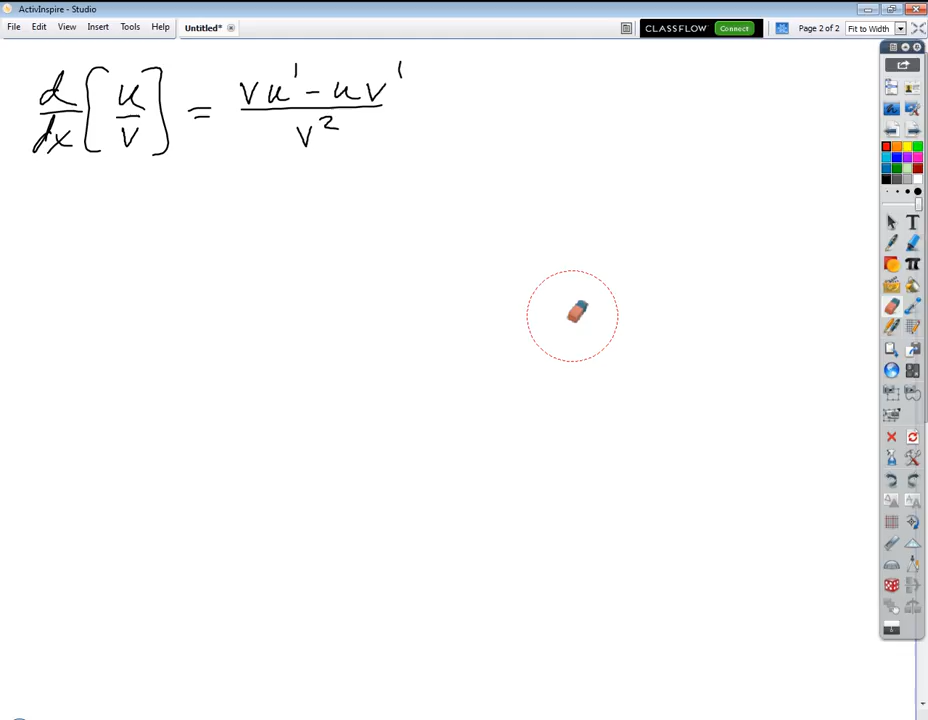 ActivInspire - Studio
File Edit View Insert Tools Help Untitled* CLASSFLOW Connect Page 2 of 2 Fit to Width
d/dx [u/v] = (vu' - uv')/v²